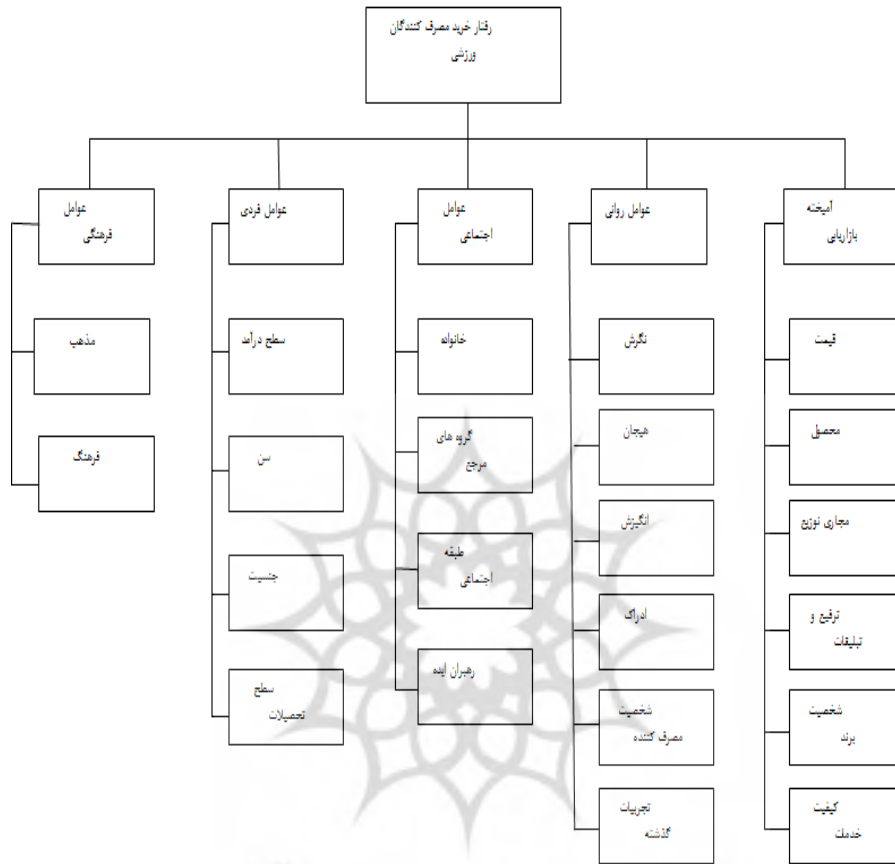 رفتار خرید مصرف کنندگان
ورزشی
آمیخته
بازاریابی
قیمت
محصول
مجاری توزیع
ترفیع و
تبلیغات
شخصیت
برند
کیفیت
خدمات
عوامل روانی
نگرش
هیجان
انگیزش
ادراک
شخصیت
مصرف کننده
تجربیات
گذشته
عوامل
اجتماعی
خانواده
گروه های
مرجع
طبقه
اجتماعی
رهبران ایده
عوامل فردی
سطح درآمد
سن
جنسیت
سطح
تحصیلات
عوامل
فرهنگی
مذهب
فرهنگ